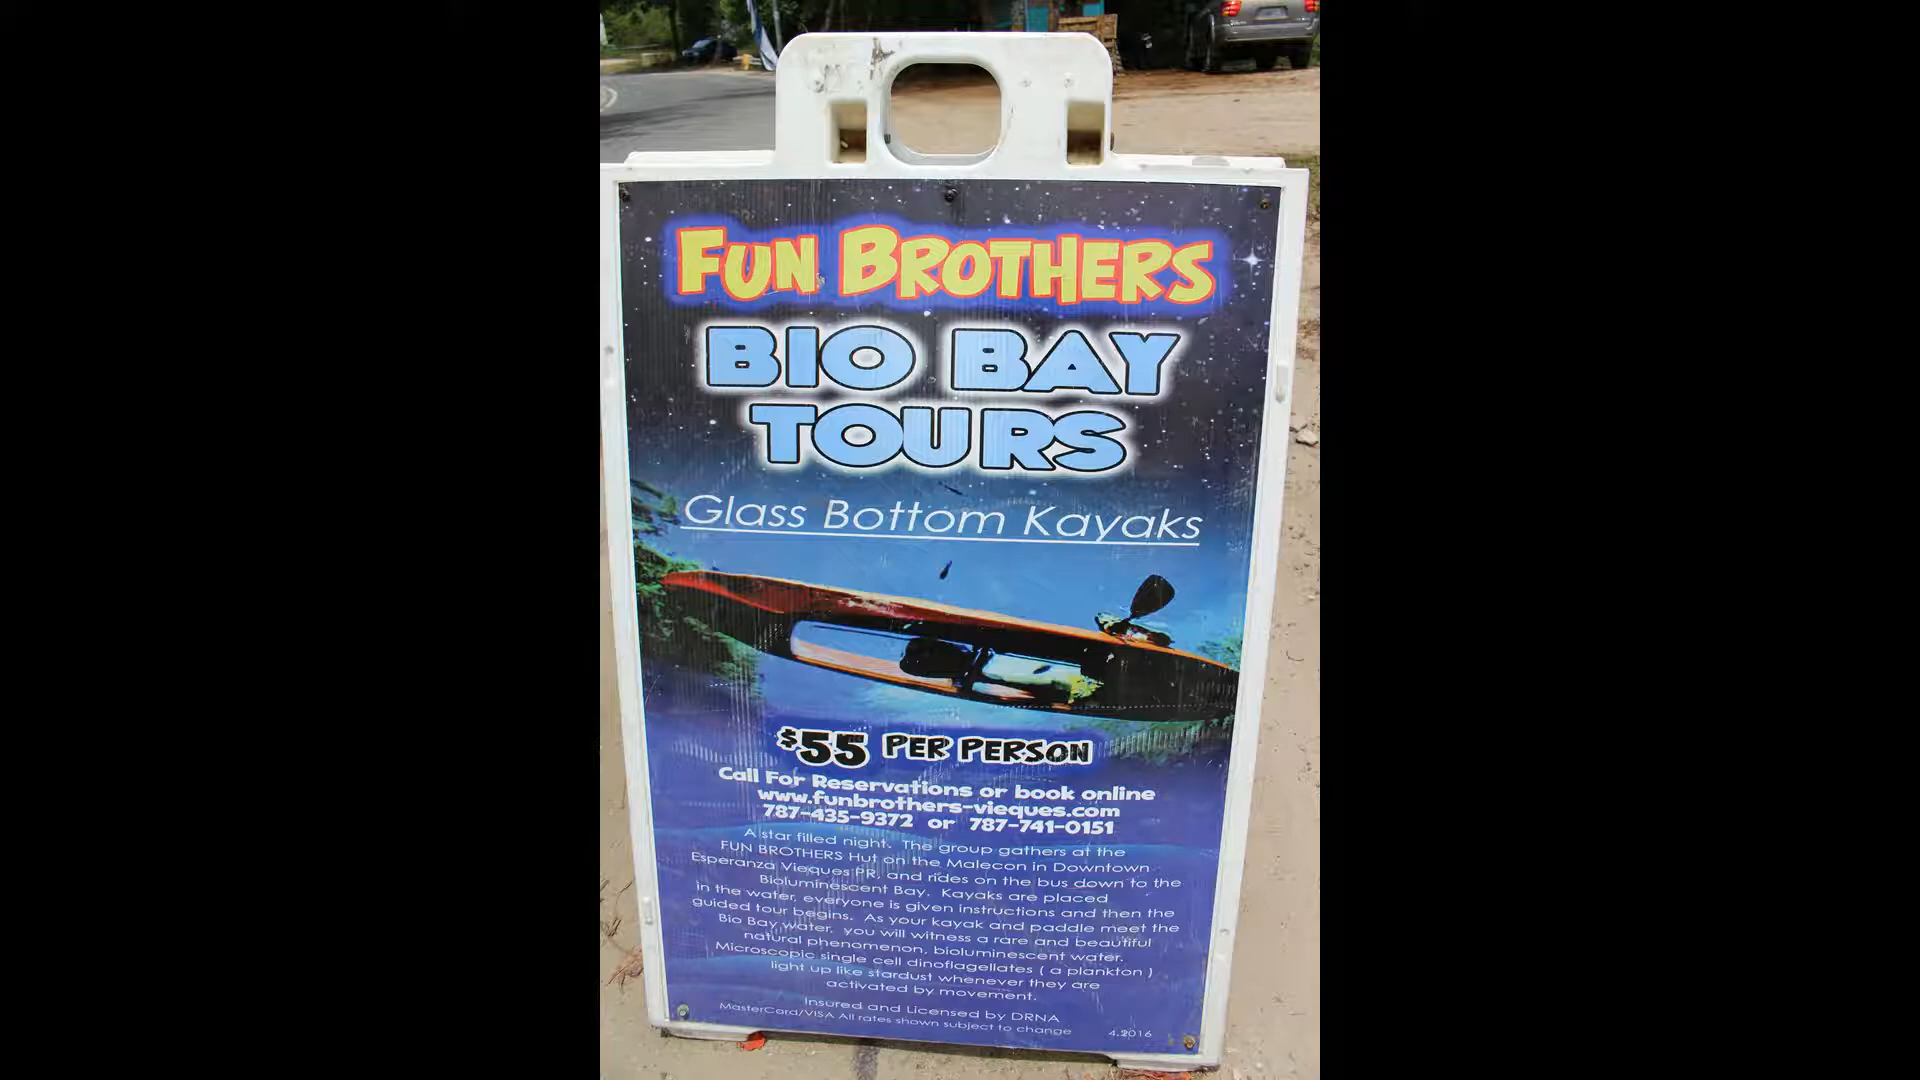 FUN BROTHERS
BIO BAY
TOURS
Glass Bottom Kayaks
$55 PER PERSON
Call For Reservations or book online
www.funbrothers-vieques.com
787-435-9372 or 787-741-0151
A star filled night. The group gathers at the
FUN BROTHERS Hut on the Malecon in Downtown
Esperanza Vieques PR. and rides on the bus down to the
Bioluminescent Bay. Kayaks are placed
in the water, everyone is given instructions and then the
guided tour begins. As your kayak and paddle meet the
Bio Bay water, you will witness a rare and beautiful
natural phenomenon, bioluminescent water.
Microscopic single cell dinoflagellates ( a plankton )
light up like stardust whenever they are
activated by movement.
Insured and Licensed by DRNA
MasterCard/VISA All rates shown subject to change 4.2016